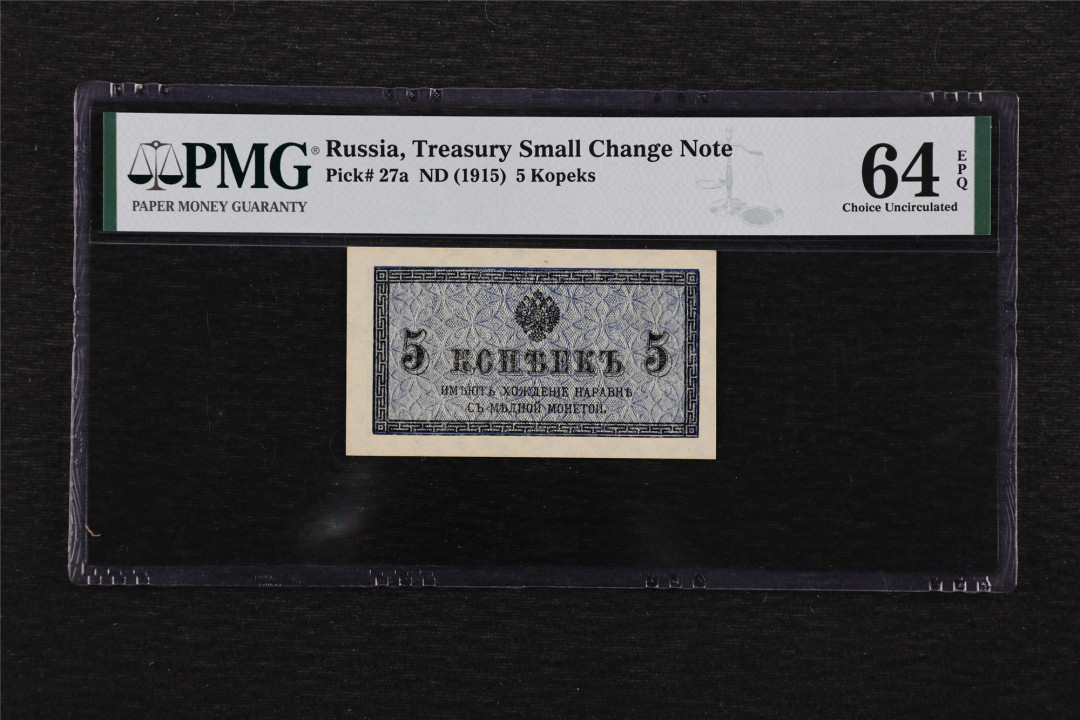 PMG®
PAPER MONEY GUARANTY
Russia, Treasury Small Change Note
Pick# 27a ND (1915) 5 Kopeks
64
EPQ
Choice Uncirculated
5 КОПѢЕКЪ 5
ИМѢЮТЪ ХОЖДЕНІЕ НАРАВНѢ
СЪ МѢДНОЙ МОНЕТОЙ.